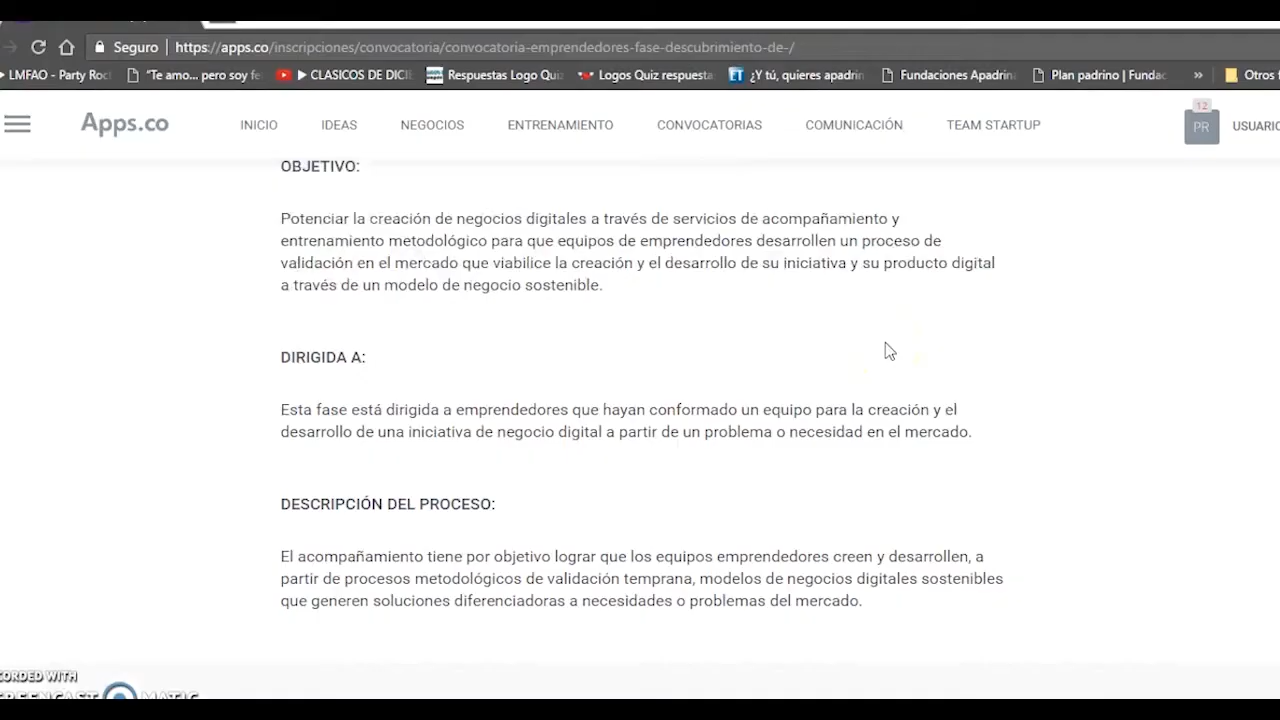 Seguro
https://apps.co/inscripciones/convocatoria/convocatoria-emprendedores-fase-descubrimiento-de-/
LMFAO - Party Roc
"Te amo... pero soy fe
CLASICOS DE DICIE
Respuestas Logo Quiz
Logos Quiz respuesta
¿Y tú, quieres apadrin
Fundaciones Apadrina
Plan padrino | Fundac
»
Otros f
Apps.co
INICIO
IDEAS
NEGOCIOS
ENTRENAMIENTO
CONVOCATORIAS
COMUNICACIÓN
TEAM STARTUP
12
PR
USUARIO
OBJETIVO:
Potenciar la creación de negocios digitales a través de servicios de acompañamiento y
entrenamiento metodológico para que equipos de emprendedores desarrollen un proceso de
validación en el mercado que viabilice la creación y el desarrollo de su iniciativa y su producto digital
a través de un modelo de negocio sostenible.
DIRIGIDA A:
Esta fase está dirigida a emprendedores que hayan conformado un equipo para la creación y el
desarrollo de una iniciativa de negocio digital a partir de un problema o necesidad en el mercado.
DESCRIPCIÓN DEL PROCESO:
El acompañamiento tiene por objetivo lograr que los equipos emprendedores creen y desarrollen, a
partir de procesos metodológicos de validación temprana, modelos de negocios digitales sostenibles
que generen soluciones diferenciadoras a necesidades o problemas del mercado.
CORDED WITH
CREENCAST MATIC